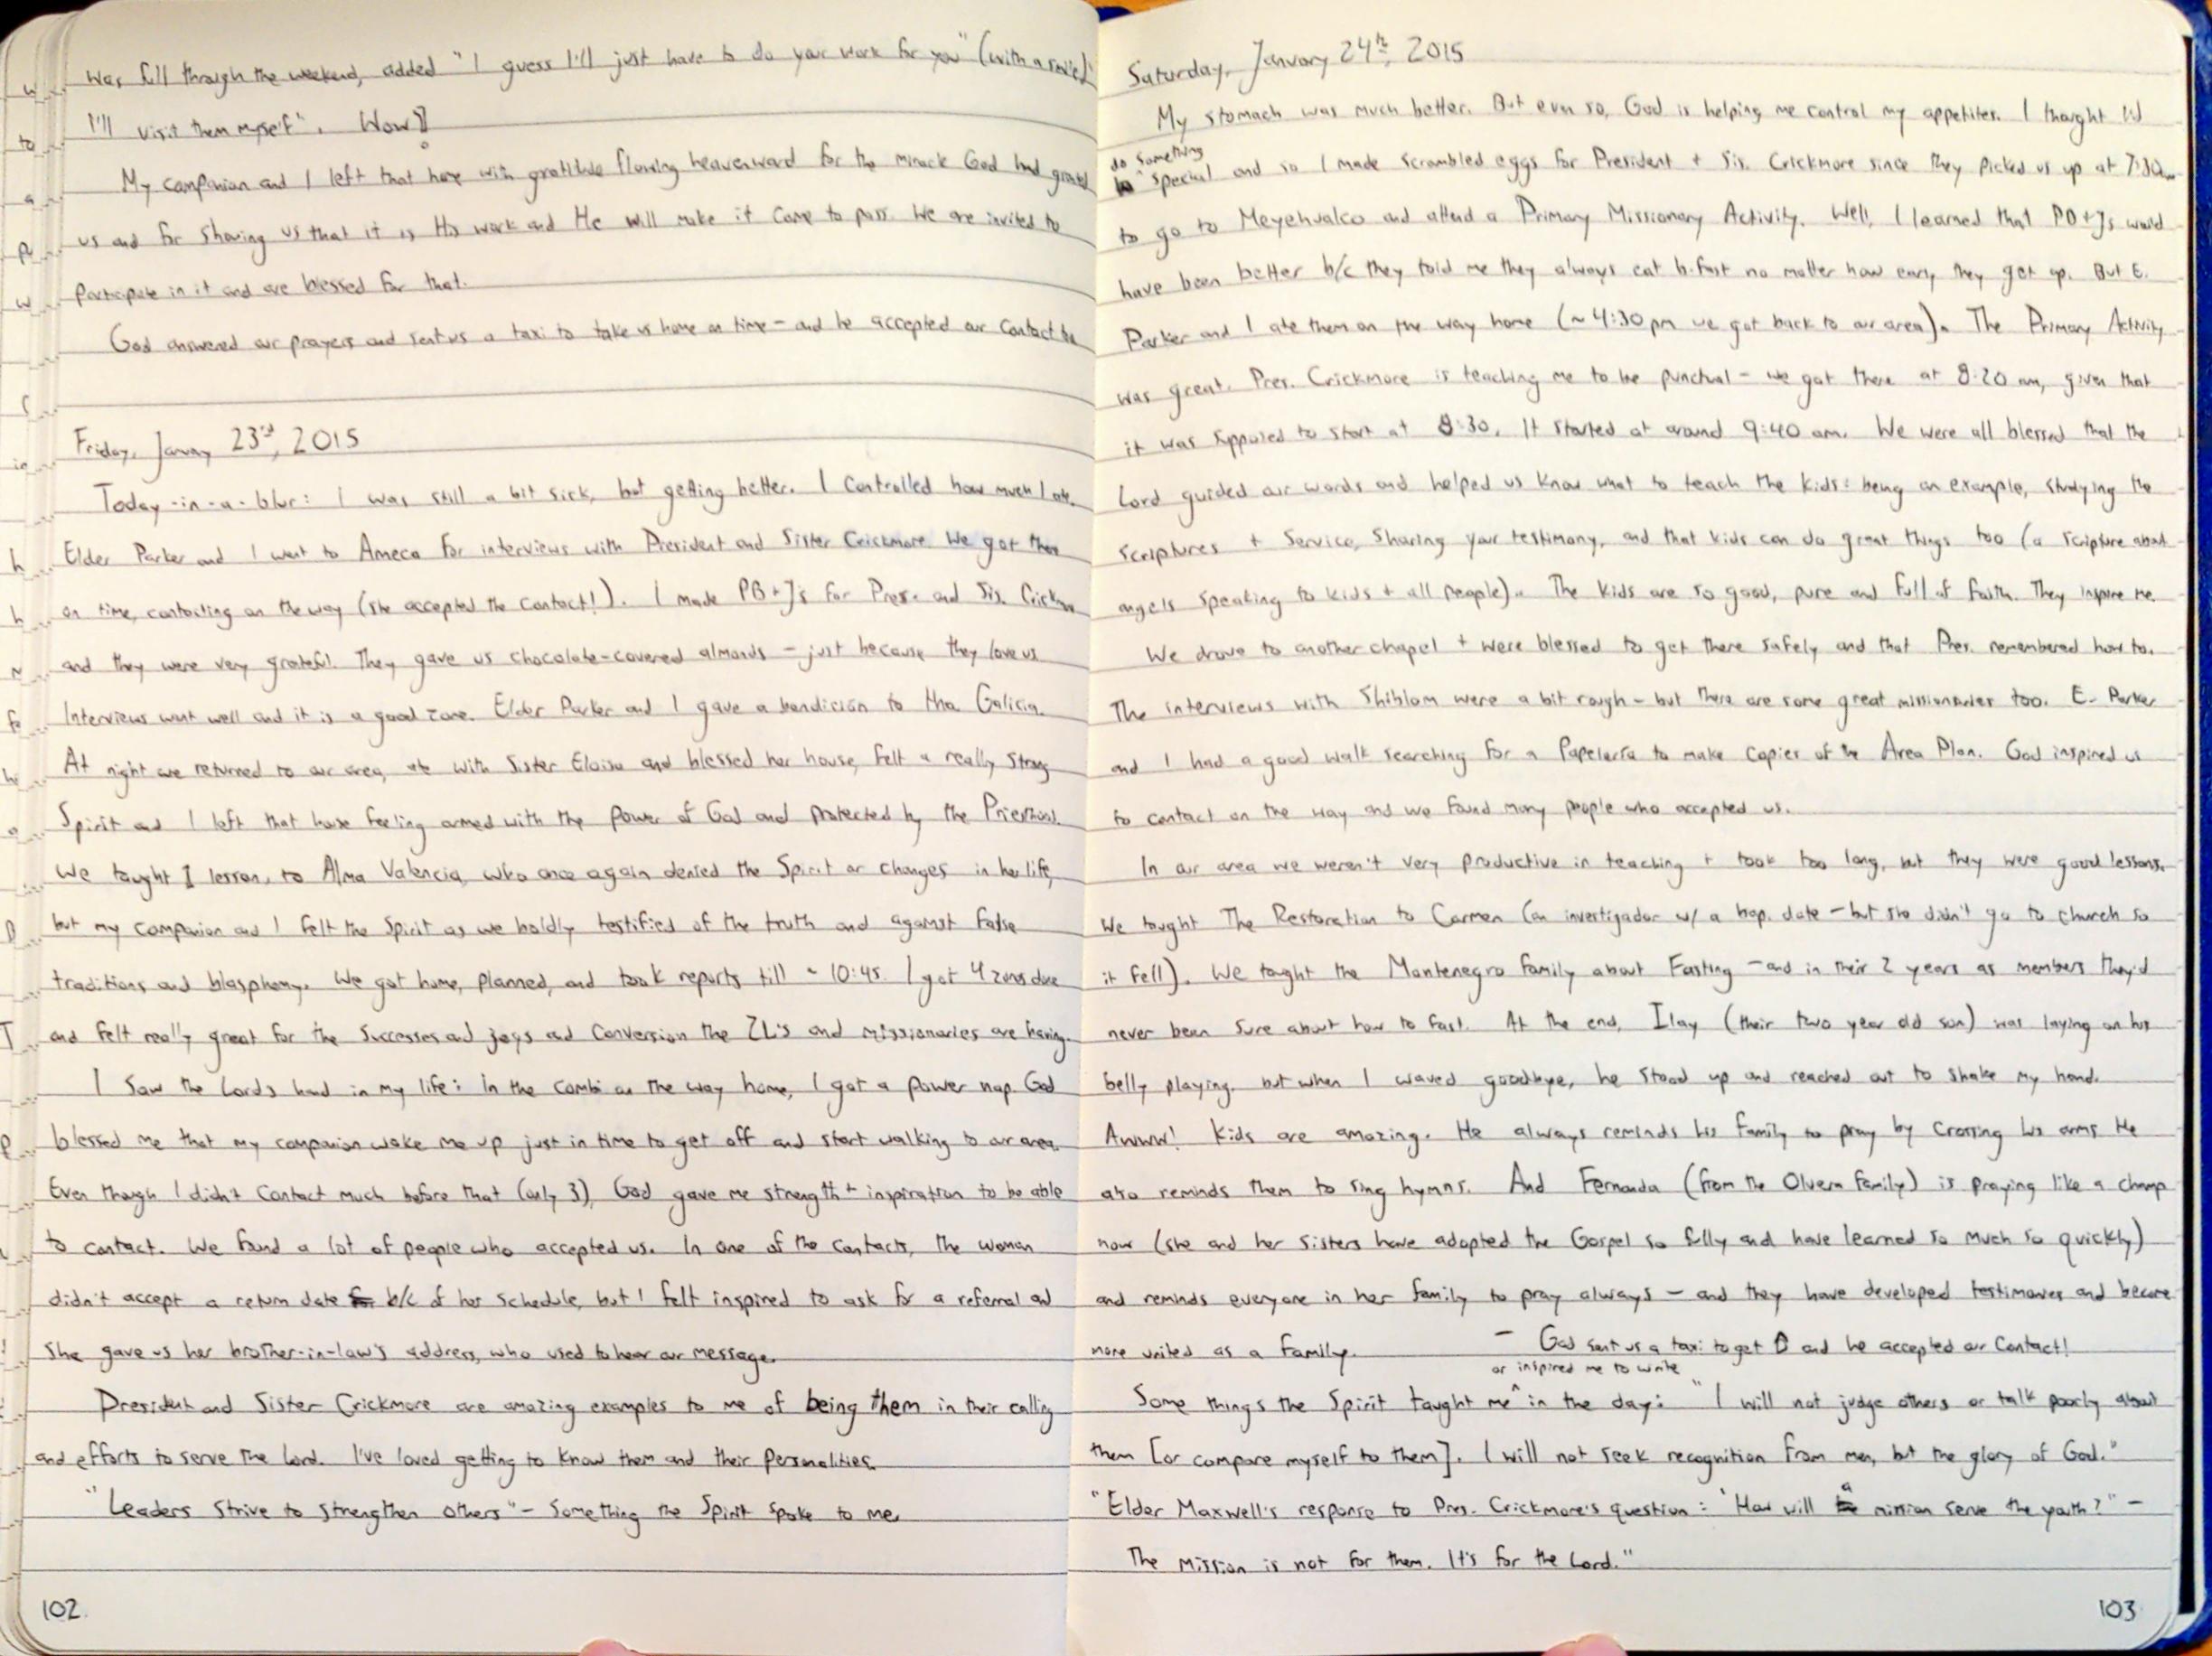 was full through the weekend, added "I guess I'll just have to do your work for you" (with a smile)
I'll visit them myself". Wow!
My companion and I left that home with gratitude flowing heavenward for the miracle God had granted
us and for showing us that it is His work and He will make it come to pass. We are invited to
participate in it and are blessed for that.
God answered our prayers and sent us a taxi to take us home on time - and he accepted our contact
Friday, January 23rd, 2015
Today-in-a-blur: I was still a bit sick, but getting better. I controlled how much I ate.
Elder Parker and I went to Ameca for interviews with President and Sister Crickmore. We got there
on time, contacting on the way (she accepted the contact!). I made PB+Js for Pres. and Sis. Crickmore
and they were very grateful. They gave us chocolate-covered almonds - just because they love us.
Interviews went well and it is a good zone. Elder Parker and I gave a bendición to Hna. Galicia.
At night we returned to our area, ate with Sister Eloisa and blessed her house, felt a really strong
Spirit and I left that house feeling armed with the power of God and protected by the Priesthood.
We taught 1 lesson, to Alma Valencia, who once again denied the Spirit or changes in her life,
but my companion and I felt the Spirit as we boldly testified of the truth and against false
traditions and blasphemy. We got home, planned, and took reports till ~ 10:45. I got 4 zones done
and felt really great for the successes and joys and conversion the ZL's and missionaries are having.
I saw the Lord's hand in my life: in the combi on the way home, I got a power nap. God
blessed me that my companion woke me up just in time to get off and start walking to our area.
Even though I didn't contact much before that (only 3), God gave me strength + inspiration to be able
to contact. We found a lot of people who accepted us. In one of the contacts, the woman
didn't accept a return date b/c of her schedule, but I felt inspired to ask for a referral and
she gave us her brother-in-law's address, who used to hear our message.
President and Sister Crickmore are amazing examples to me of being them in their calling
and efforts to serve the Lord. I've loved getting to know them and their personalities.
"Leaders strive to strengthen others" - something the Spirit spoke to me.
102
Saturday, January 24th, 2015
My stomach was much better. But even so, God is helping me control my appetites. I thought I'd
do something
special and so I made scrambled eggs for President + Sis. Crickmore since they picked us up at 7:30am
to go to Meyehualco and attend a Primary Missionary Activity. Well, I learned that PB+Js would
have been better b/c they told me they always eat b-fast no matter how early they get up. But E.
Parker and I ate them on the way home (~4:30pm we got back to our area). The Primary Activity
was great. Pres. Crickmore is teaching me to be punctual - we got there at 8:20 am, given that
it was supposed to start at 8:30. It started at around 9:40 am. We were all blessed that the
Lord guided our words and helped us know what to teach the kids: being an example, studying the
scriptures + service, sharing your testimony, and that kids can do great things too (a scripture about
angels speaking to kids + all people). The kids are so good, pure and full of faith. They inspire me.
We drove to another chapel + were blessed to get there safely and that Pres. remembered how to.
The interviews with Shiblom were a bit rough - but there are some great missionaries too. E. Parker
and I had a good walk searching for a Papelería to make copies of the Area Plan. God inspired us
to contact on the way and we found many people who accepted us.
In our area we weren't very productive in teaching + took too long, but they were good lessons.
We taught The Restoration to Carmen (an investigador w/ a bap. date - but she didn't go to church so
it fell). We taught the Montenegro family about Fasting - and in their 2 years as members they'd
never been sure about how to fast. At the end, Ilay (their two year old son) was laying on his
belly playing, but when I waved goodbye, he stood up and reached out to shake my hand.
Awww! Kids are amazing. He always reminds his family to pray by crossing his arms. He
also reminds them to sing hymns. And Fernanda (from the Olvera family) is praying like a champ
now (she and her sisters have adopted the Gospel so fully and have learned so much so quickly)
and reminds everyone in her family to pray always - and they have developed testimonies and become
more united as a family. - God sent us a taxi to get and he accepted our contact!
or inspired me to write
Some things the Spirit taught me^ in the day: "I will not judge others or talk poorly about
them [or compare myself to them]. I will not seek recognition from men, but the glory of God."
"Elder Maxwell's response to Pres. Crickmore's question: 'How will a mission serve the youth?" -
The mission is not for them. It's for the Lord."
103